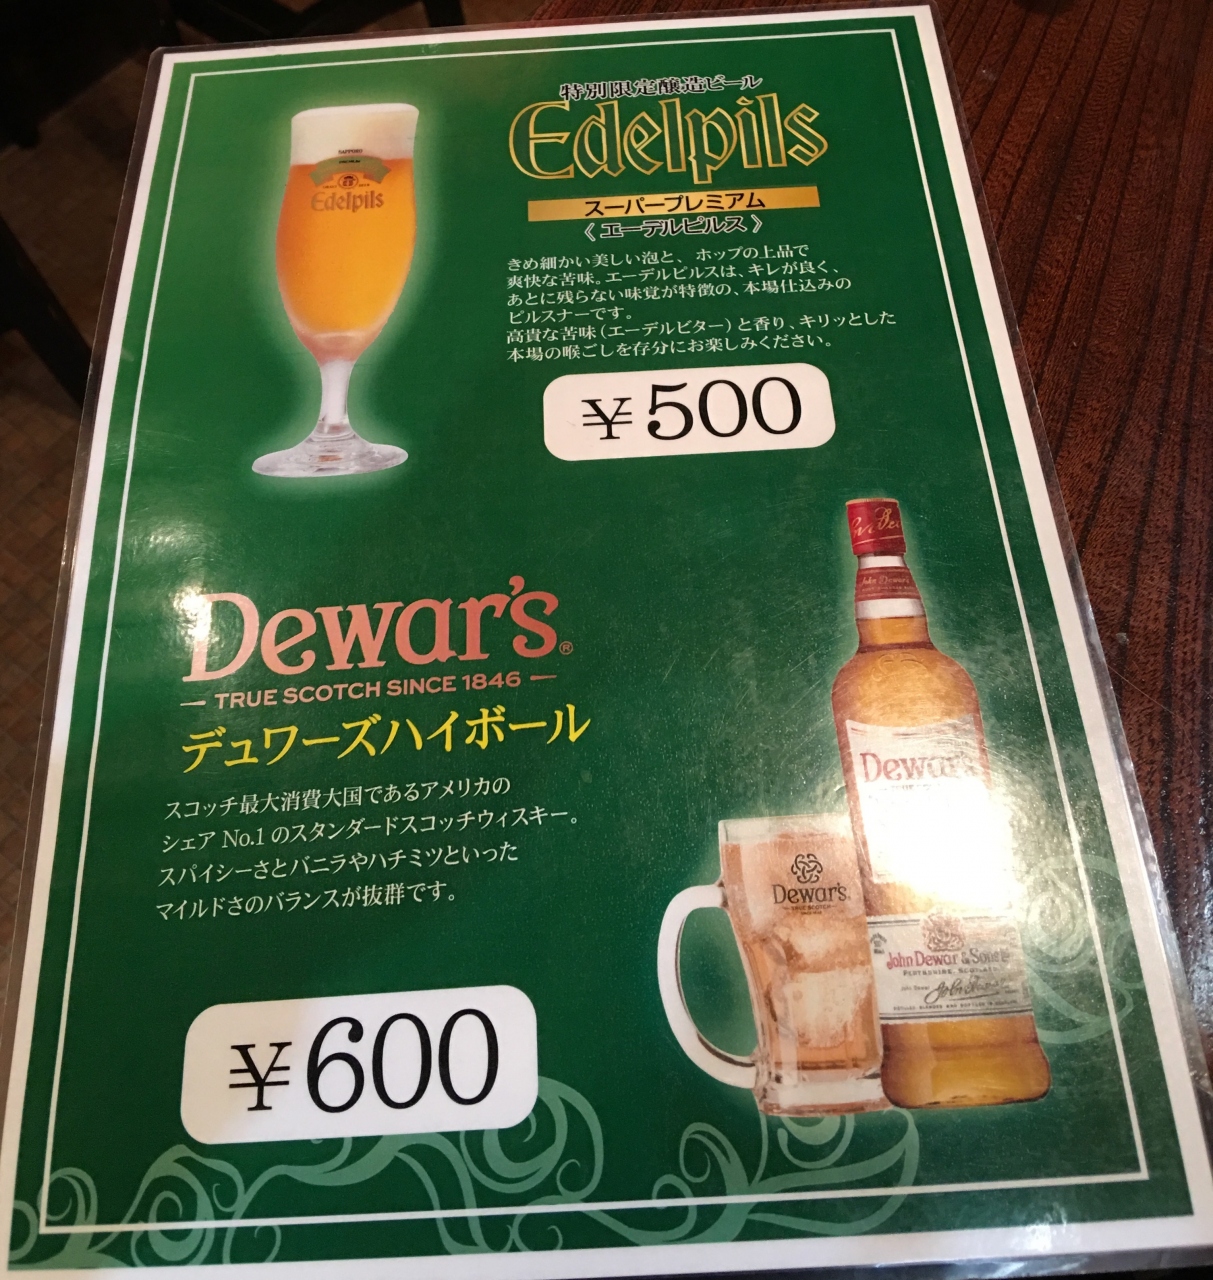 特別限定醸造ビール
Edelpils
スーパープレミアム
〈エーデルピルス〉
きめ細かい美しい泡と、ホップの上品で
爽快な苦味。エーデルピルスは、キレが良く、
あとに残らない味覚が特徴の、本場仕込みの
ピルスナーです。
高貴な苦味(エーデルビター)と香り、キリッとした
本場の喉ごしを存分にお楽しみください。
¥500
SAPPORO
Edelpils
Dewar's®
— TRUE SCOTCH SINCE 1846 —
デュワーズハイボール
スコッチ最大消費大国であるアメリカの
シェア No.1 のスタンダードスコッチウィスキー。
スパイシーさとバニラやハチミツといった
マイルドさのバランスが抜群です。
¥600
John Dewar's
Dewar's
Dewar's
TRUE SCOTCH
John Dewar & Sons Ltd
PERTHSHIRE, SCOTLAND